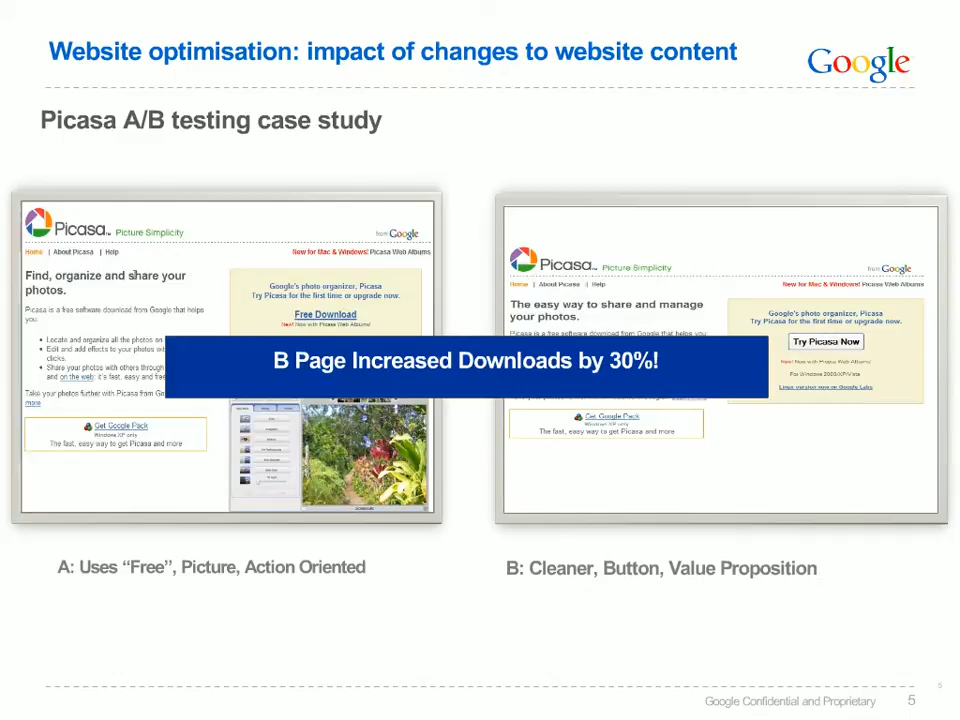 Website optimisation: impact of changes to website content
Google
Picasa A/B testing case study
Picasa Picture Simplicity
from Google
Home | About Picasa | Help
New for Mac & Windows! Picasa Web Albums
Find, organize and share your
photos.
Picasa is a free software download from Google that helps
you:
Locate and organize all the photos on
Edit and add effects to your photos wit
clicks.
Share your photos with others through
and on the web: it's fast, easy and free
Take your photos further with Picasa from Go
more
Get Google Pack
Windows XP only
The fast, easy way to get Picasa and more
Google's photo organizer, Picasa
Try Picasa for the first time or upgrade now.
Free Download
New! Now with Picasa Web Albums!
Picasa Picture Simplicity
from Google
Home | About Picasa | Help
New for Mac & Windows! Picasa Web Albums
The easy way to share and manage
your photos.
Picasa is a free software download from Google that helps you:
Get Google Pack
Windows XP only
The fast, easy way to get Picasa and more
Google's photo organizer, Picasa
Try Picasa for the first time or upgrade now.
Try Picasa Now
New! Now with Picasa Web Albums!
For Windows 2000/XP/Vista
Linux version now on Google Labs
B Page Increased Downloads by 30%!
A: Uses “Free”, Picture, Action Oriented
B: Cleaner, Button, Value Proposition
5
Google Confidential and Proprietary
5